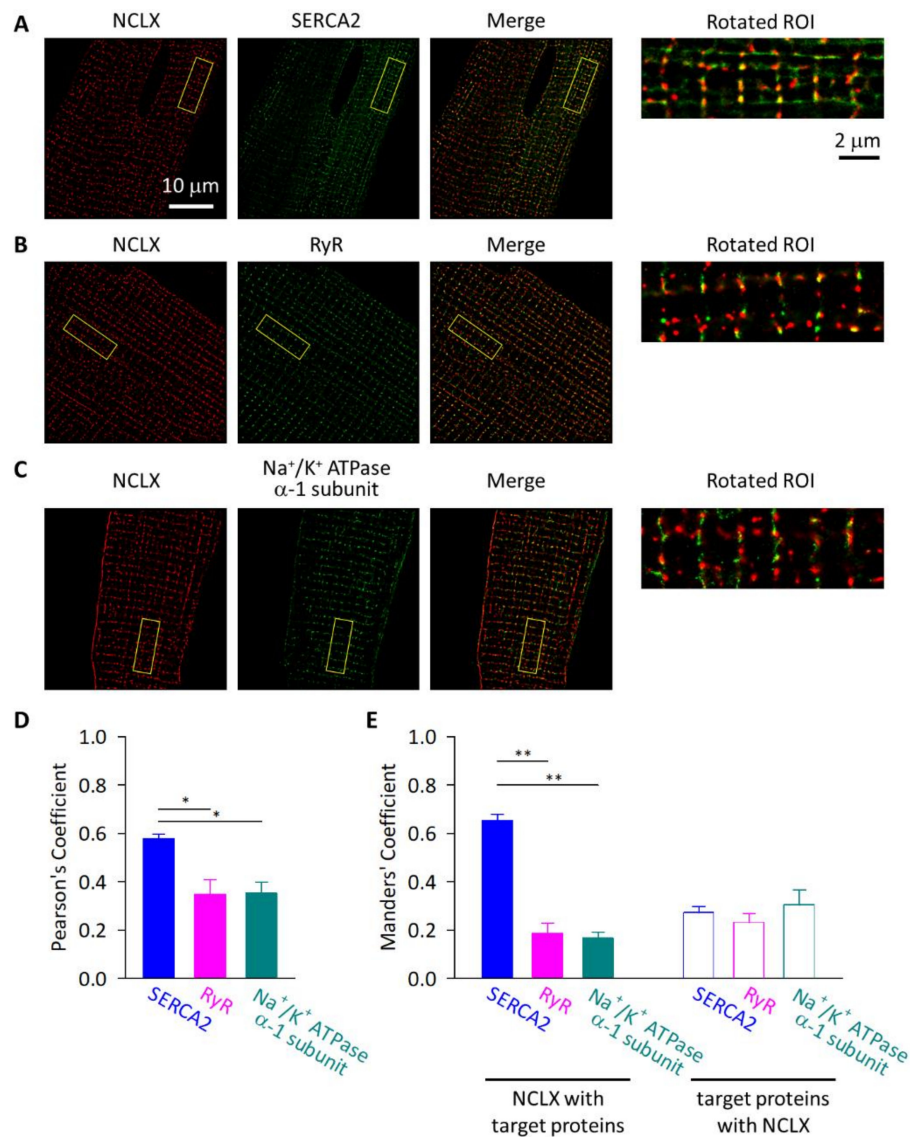 A
NCLX
SERCA2
Merge
Rotated ROI
10 μm
2 μm
B
NCLX
RyR
Merge
Rotated ROI
C
NCLX
Na⁺/K⁺ ATPase
α-1 subunit
Merge
Rotated ROI
D
Pearson's Coefficient
1.0
0.8
0.6
0.4
0.2
0.0
*
*
SERCA2
RyR
Na⁺/K⁺ ATPase
α-1 subunit
E
Manders' Coefficient
1.0
0.8
0.6
0.4
0.2
0.0
**
**
SERCA2
RyR
Na⁺/K⁺ ATPase
α-1 subunit
SERCA2
RyR
Na⁺/K⁺ ATPase
α-1 subunit
NCLX with
target proteins
target proteins
with NCLX